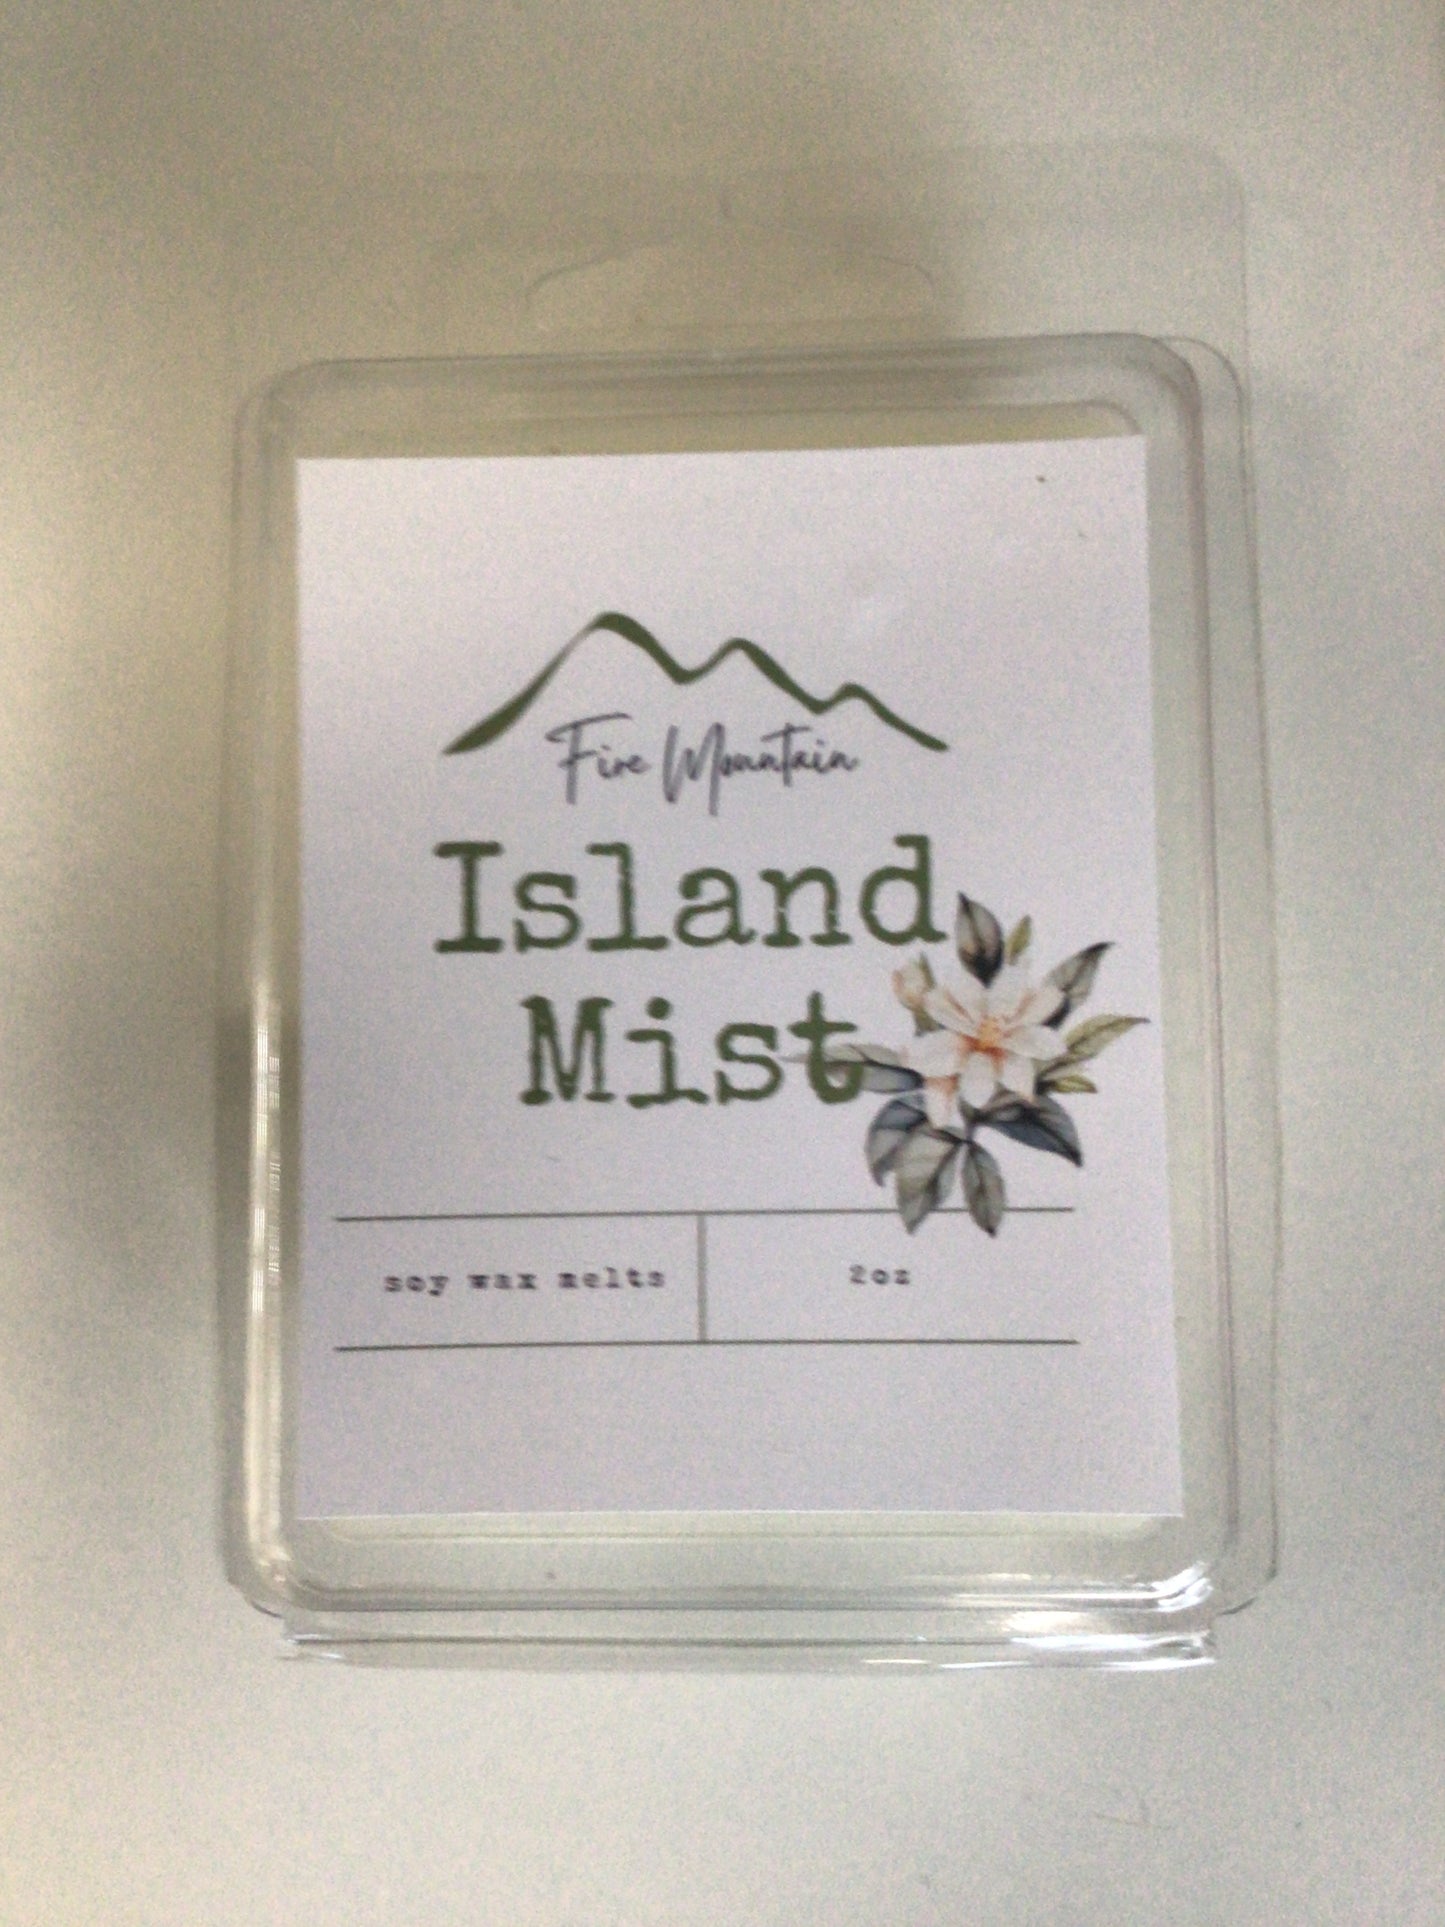 Fire Mountain
Island
Mist
soy wax melts
2oz